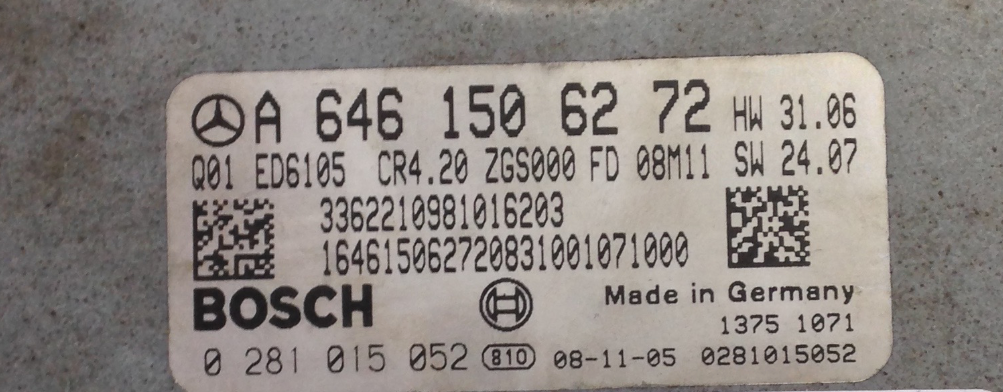 A 646 150 62 72 HW 31.06
Q01 ED6105 CR4.20 ZGS000 FD 08M11 SW 24.07
3362210981016203
164615062720831001071000
BOSCH
Made in Germany
1375 1071
0 281 015 052 810 08-11-05 0281015052